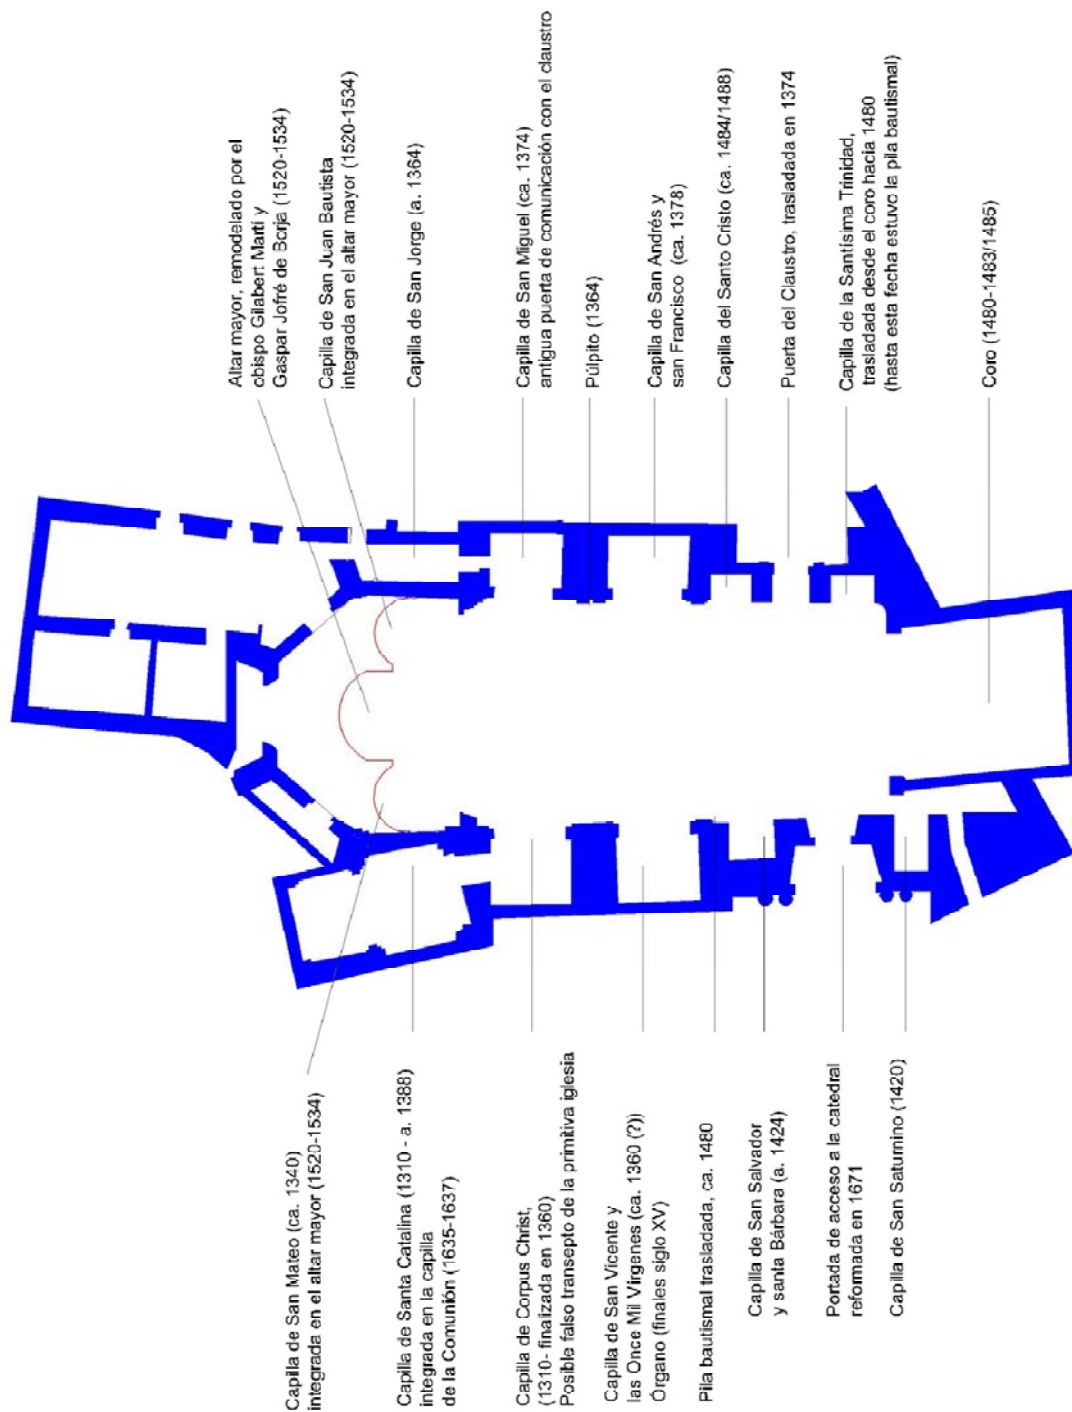 Altar mayor, remodelado por el
obispo Gilabert Martí y
Gaspar Jofré de Borja (1520-1534)
Capilla de San Juan Bautista
integrada en el altar mayor (1520-1534)
Capilla de San Jorge (a. 1364)
Capilla de San Miguel (ca. 1374)
antigua puerta de comunicación con el claustro
Púlpito (1364)
Capilla de San Andrés y
san Francisco (ca. 1378)
Capilla del Santo Cristo (ca. 1484/1488)
Puerta del Claustro, trasladada en 1374
Capilla de la Santísima Trinidad,
trasladada desde el coro hacia 1480
(hasta esta fecha estuvo la pila bautismal)
Coro (1480-1483/1485)
Capilla de San Mateo (ca. 1340)
integrada en el altar mayor (1520-1534)
Capilla de Santa Catalina (1310 - a. 1388)
integrada en la capilla
de la Comunión (1635-1637)
Capilla de Corpus Christ,
(1310- finalizada en 1360)
Posible falso transepto de la primitiva iglesia
Capilla de San Vicente y
las Once Mil Vírgenes (ca. 1360 (?))
Órgano (finales siglo XV)
Pila bautismal trasladada, ca. 1480
Capilla de San Salvador
y santa Bárbara (a. 1424)
Portada de acceso a la catedral
reformada en 1671
Capilla de San Saturnino (1420)